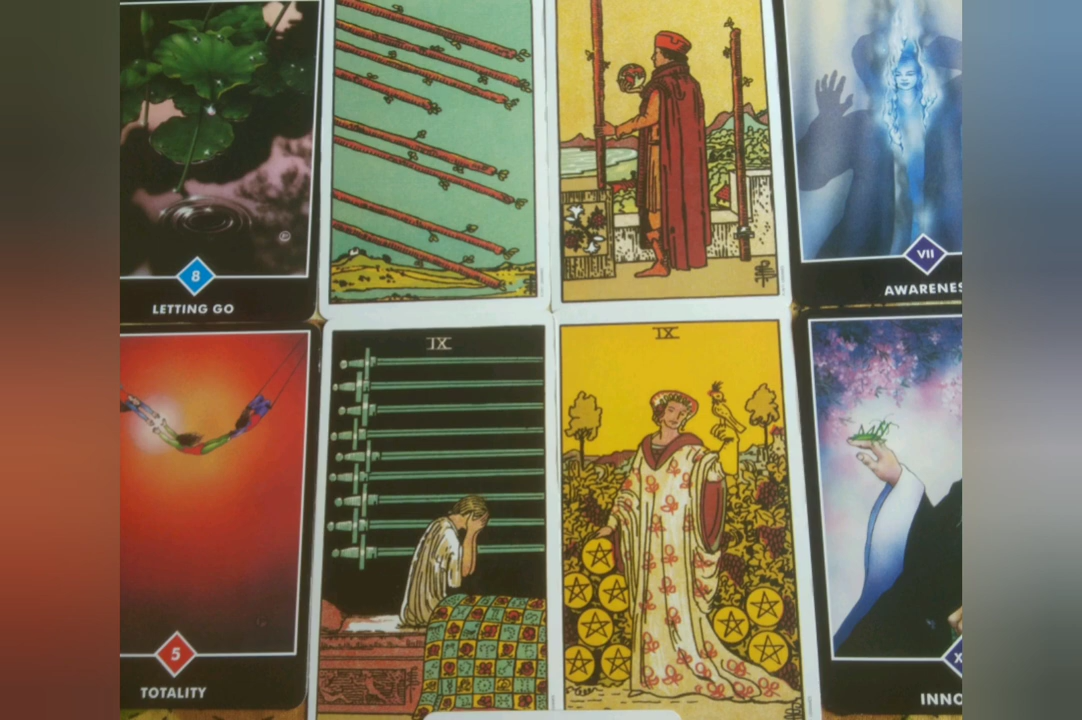 8
LETTING GO
VII
AWARENES
IX
IX
5
TOTALITY
X
INNO